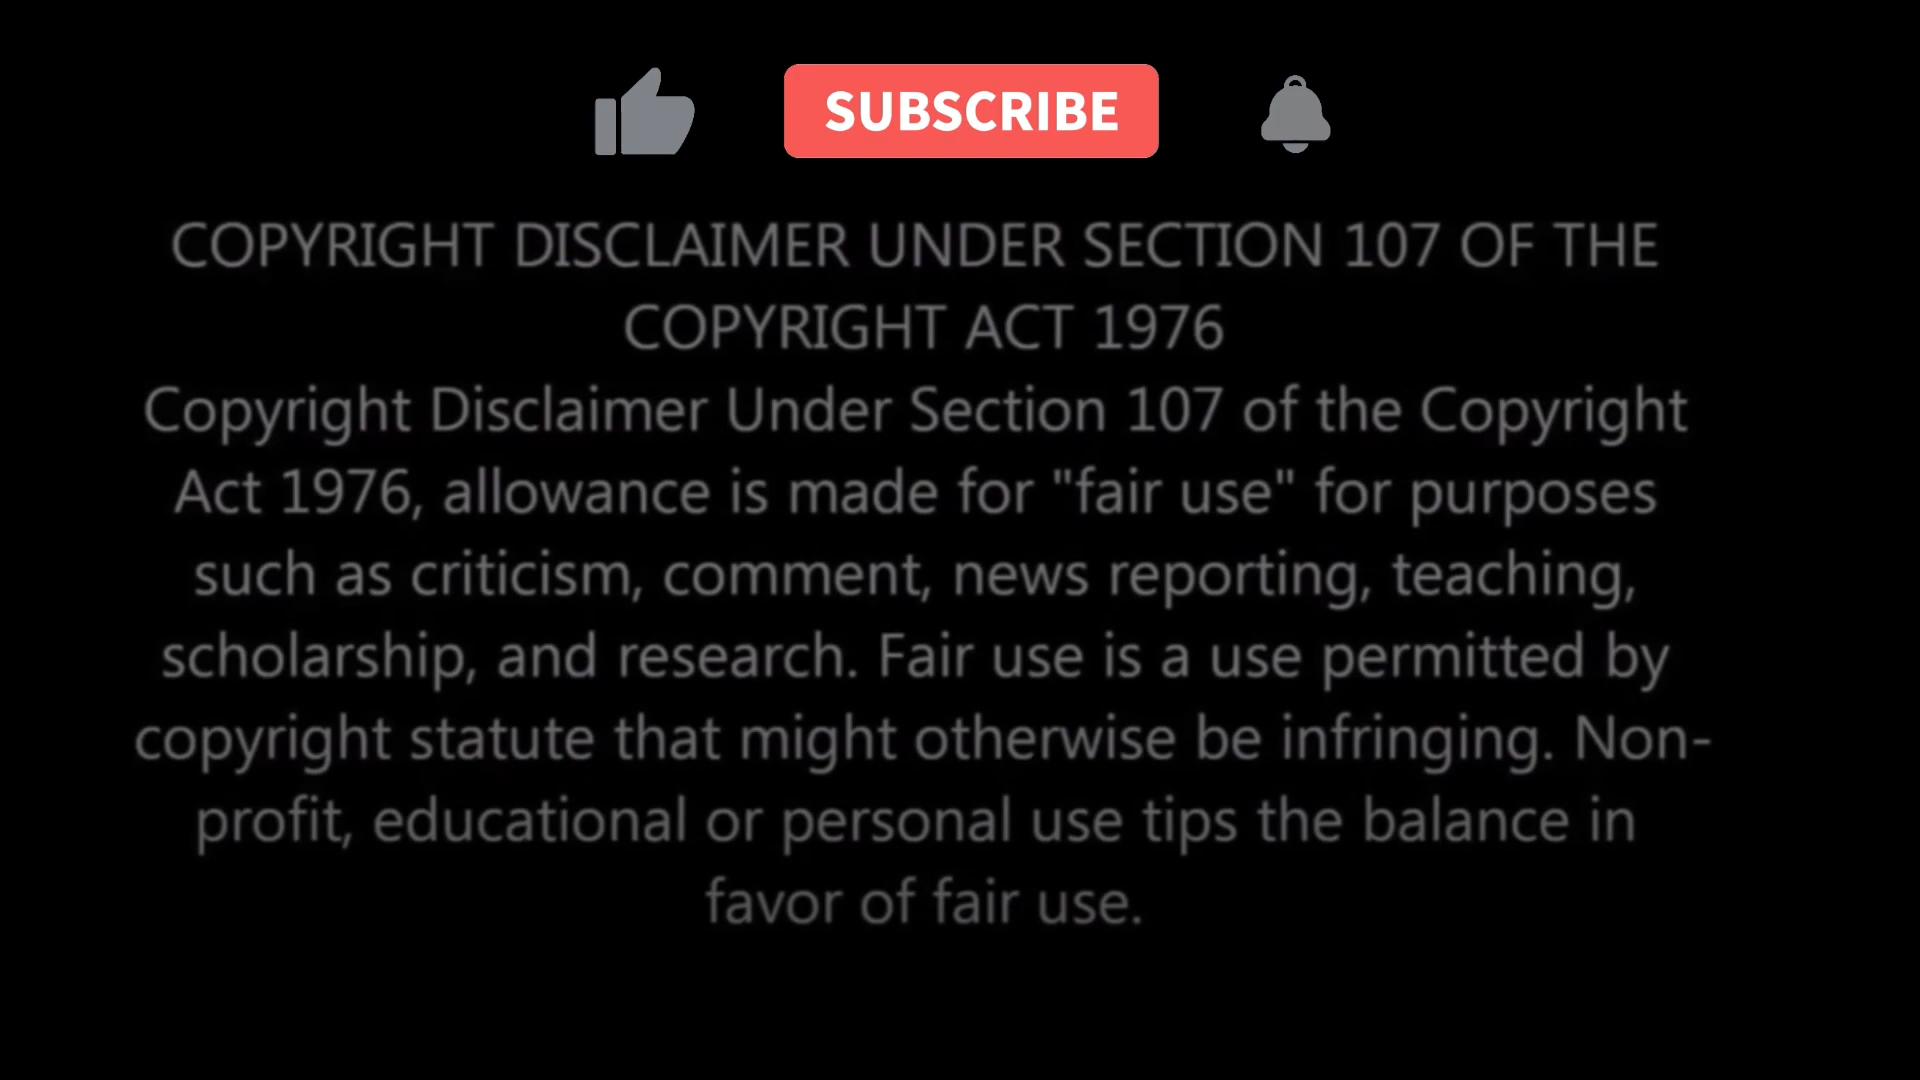 SUBSCRIBE
COPYRIGHT DISCLAIMER UNDER SECTION 107 OF THE
COPYRIGHT ACT 1976
Copyright Disclaimer Under Section 107 of the Copyright
Act 1976, allowance is made for "fair use" for purposes
such as criticism, comment, news reporting, teaching,
scholarship, and research. Fair use is a use permitted by
copyright statute that might otherwise be infringing. Non-
profit, educational or personal use tips the balance in
favor of fair use.